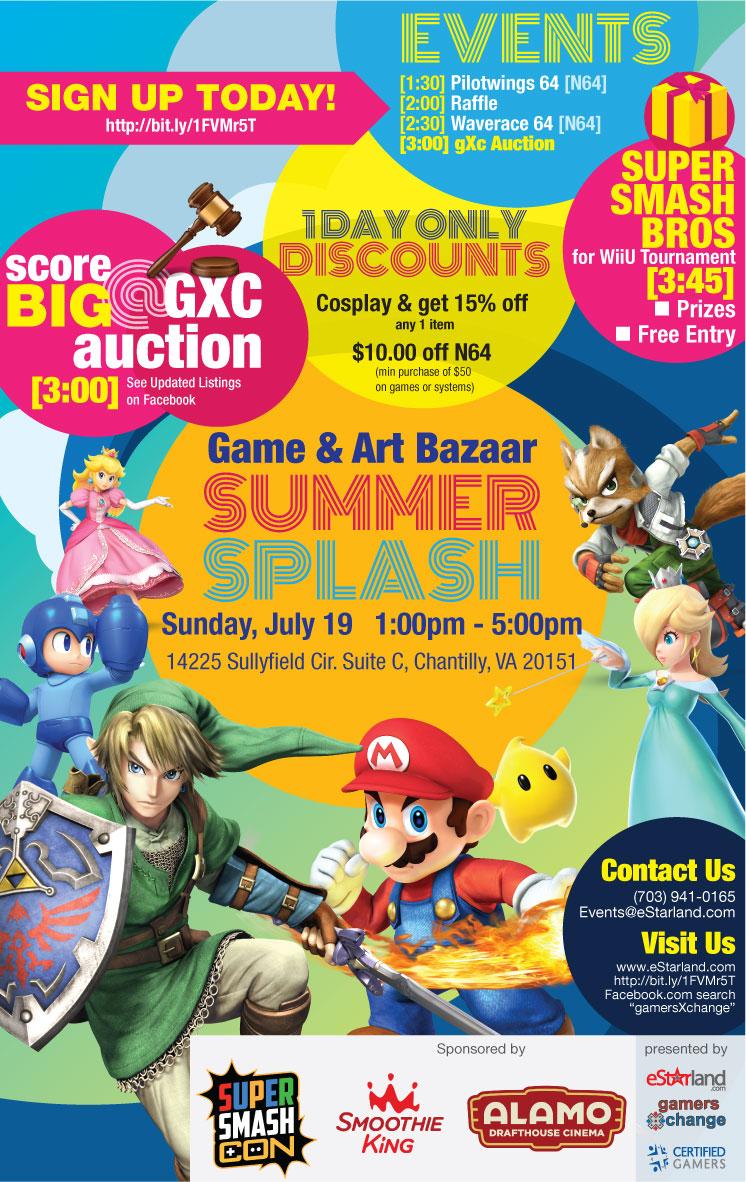 EVENTS
[1:30] Pilotwings 64 [N64]
[2:00] Raffle
[2:30] Waverace 64 [N64]
[3:00] gXc Auction
SIGN UP TODAY!
http://bit.ly/1FVMr5T
SUPER
SMASH
BROS
for WiiU Tournament
[3:45]
Prizes
Free Entry
1 DAY ONLY
DISCOUNTS
Cosplay & get 15% off
any 1 item
$10.00 off N64
(min purchase of $50
on games or systems)
score
BIG @ GXC
auction
[3:00] See Updated Listings
on Facebook
Game & Art Bazaar
SUMMER
SPLASH
Sunday, July 19 1:00pm - 5:00pm
14225 Sullyfield Cir. Suite C, Chantilly, VA 20151
M
Contact Us
(703) 941-0165
Events@eStarland.com
Visit Us
www.eStarland.com
http://bit.ly/1FVMr5T
Facebook.com search
"gamersXchange"
Sponsored by
SUPER
SMASH
CON
SMOOTHIE
KING
ALAMO
DRAFTHOUSE CINEMA
presented by
eStarland
.com
gamers
change
CERTIFIED
GAMERS